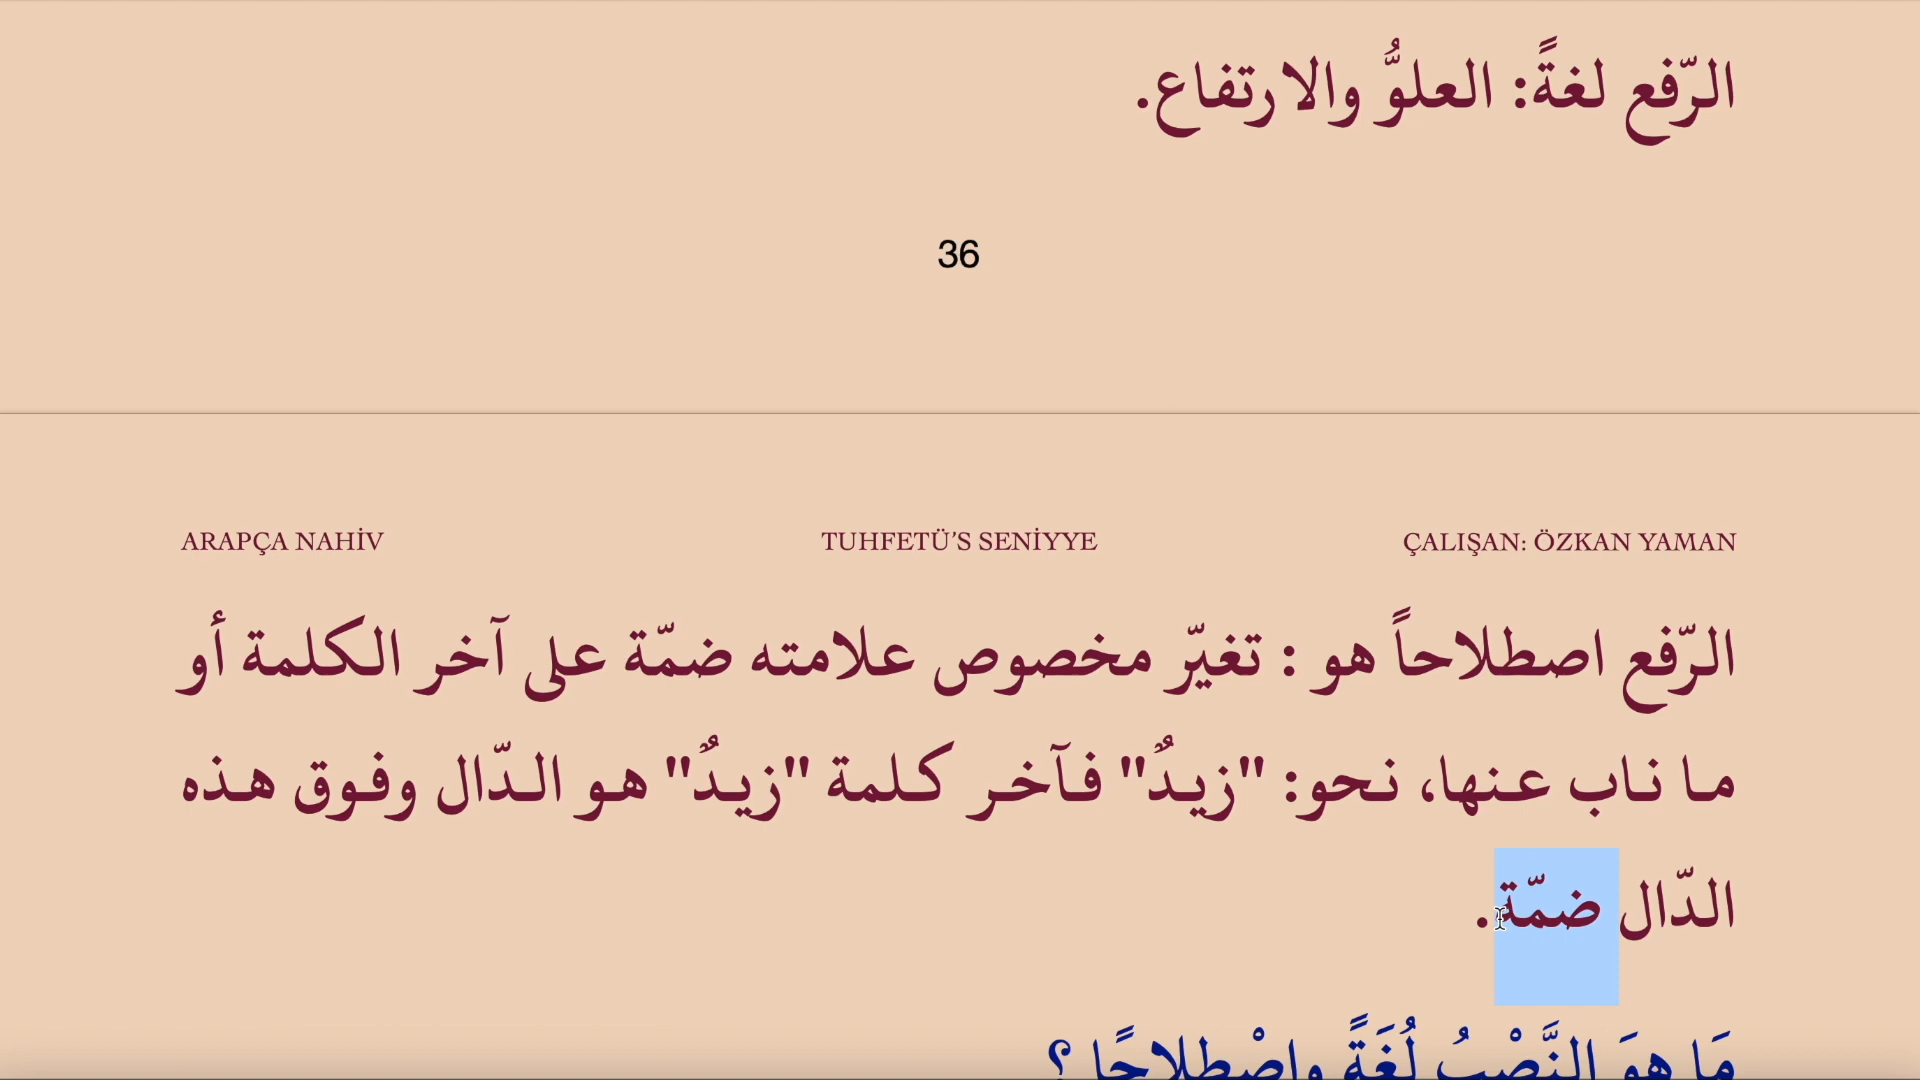 الرّفع لغةً: العلوُّ والارتفاع.
36
ARAPÇA NAHİV TUHFETÜ’S SENİYYE ÇALIŞAN: ÖZKAN YAMAN
الرّفع اصطلاحاً هو : تغيّر مخصوص علامته ضمّة على آخر الكلمة أو
ما ناب عنها، نحو: "زيدٌ" فآخر كلمة "زيدٌ" هو الدّال وفوق هذه
الدّال ضمّة.
مَا هوَ النَّصْبُ لُغَةً واصْطلاحًا ؟